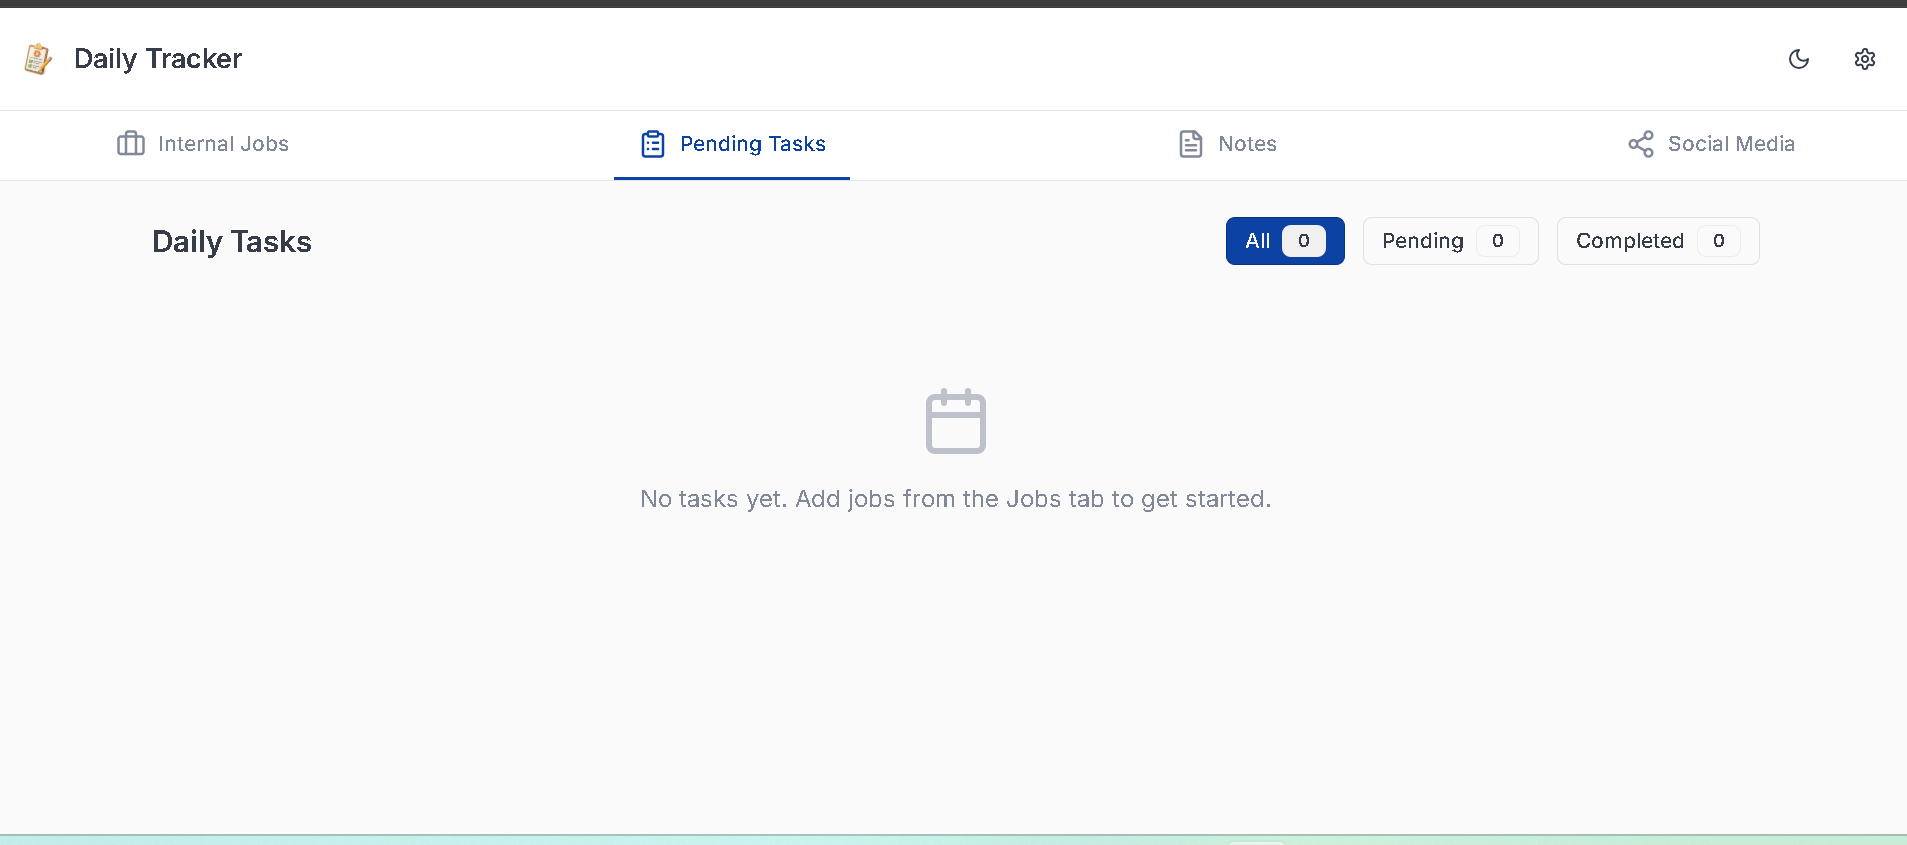 Daily Tracker
Internal Jobs
Pending Tasks
Notes
Social Media
Daily Tasks
All 0
Pending 0
Completed 0
No tasks yet. Add jobs from the Jobs tab to get started.